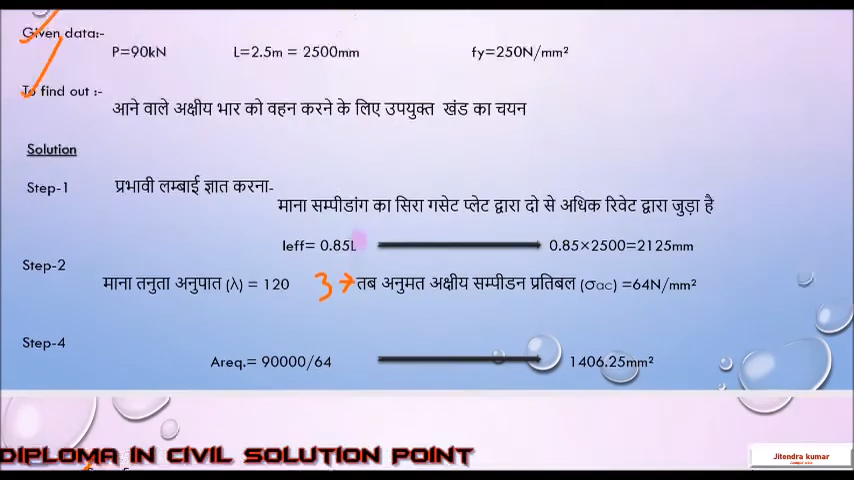 Given data:-
P=90kN L=2.5m = 2500mm fy=250N/mm²
To find out :-
आने वाले अक्षीय भार को वहन करने के लिए उपयुक्त खंड का चयन
Solution
Step-1 प्रभावी लम्बाई ज्ञात करना-
माना सम्पीडांग का सिरा गसेट प्लेट द्वारा दो से अधिक रिवेट द्वारा जुड़ा है
leff= 0.85L 0.85×2500=2125mm
Step-2
माना तनुता अनुपात (λ) = 120 3→ तब अनुमत अक्षीय सम्पीडन प्रतिबल (σac) =64N/mm²
Step-4
Areq.= 90000/64 1406.25mm²
DIPLOMA IN CIVIL SOLUTION POINT
Jitendra kumar